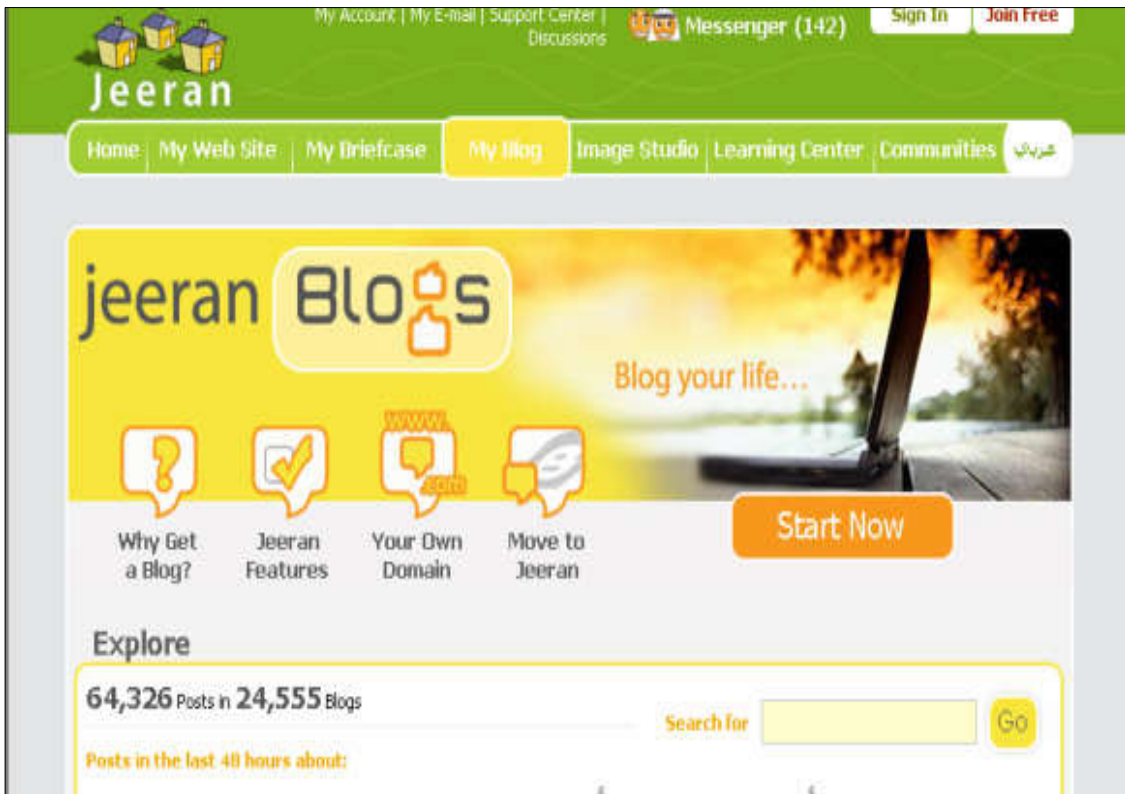 My Account | My E-mail | Support Center |
Discussions
Messenger (142)
Sign In
Join Free
Jeeran
Home
My Web Site
My Briefcase
My Blog
Image Studio
Learning Center
Communities
عربي
jeeran Blogs
Blog your life...
www.
.com
Why Get
a Blog?
Jeeran
Features
Your Own
Domain
Move to
Jeeran
Start Now
Explore
64,326 Posts in 24,555 Blogs
Search for
Go
Posts in the last 48 hours about: